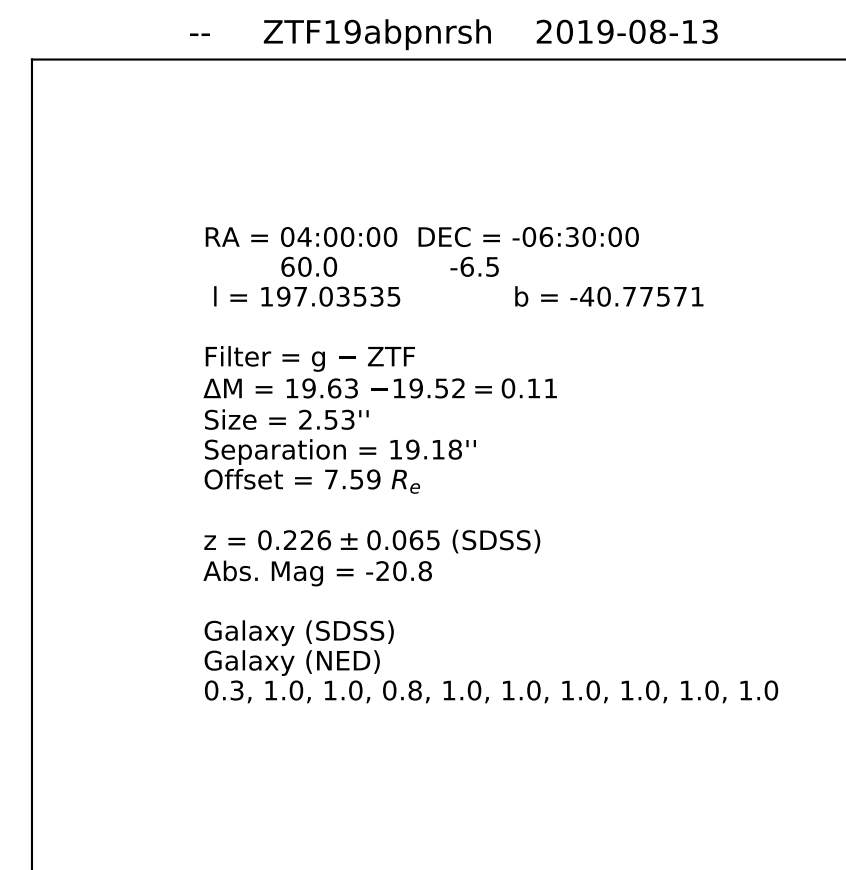 -- ZTF19abpnrsh 2019-08-13
RA = 04:00:00 DEC = -06:30:00
60.0 -6.5
l = 197.03535 b = -40.77571
Filter = g − ZTF
ΔM = 19.63 −19.52 = 0.11
Size = 2.53''
Separation = 19.18''
Offset = 7.59 Rₑ
z = 0.226 ± 0.065 (SDSS)
Abs. Mag = -20.8
Galaxy (SDSS)
Galaxy (NED)
0.3, 1.0, 1.0, 0.8, 1.0, 1.0, 1.0, 1.0, 1.0, 1.0